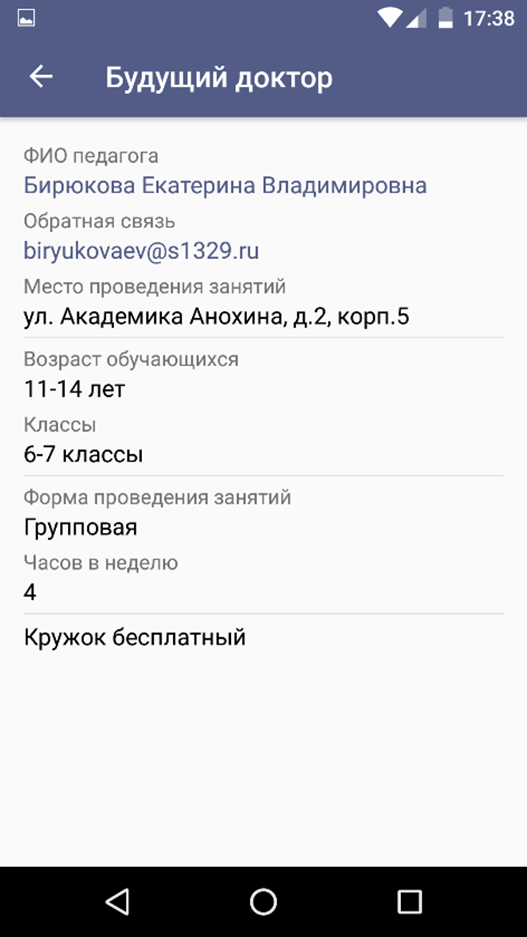 17:38
Будущий доктор
ФИО педагога
Бирюкова Екатерина Владимировна
Обратная связь
biryukovaev@s1329.ru
Место проведения занятий
ул. Академика Анохина, д.2, корп.5
Возраст обучающихся
11-14 лет
Классы
6-7 классы
Форма проведения занятий
Групповая
Часов в неделю
4
Кружок бесплатный